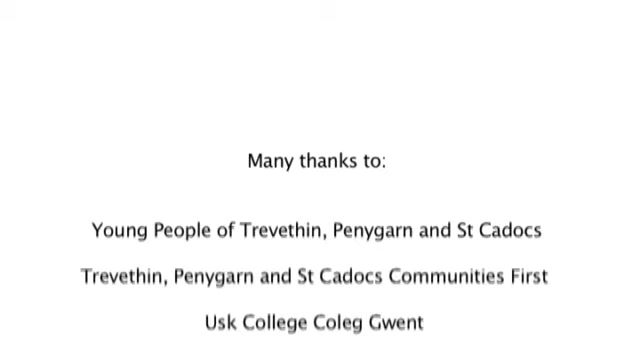 Many thanks to:
Young People of Trevethin, Penygarn and St Cadocs
Trevethin, Penygarn and St Cadocs Communities First
Usk College Coleg Gwent